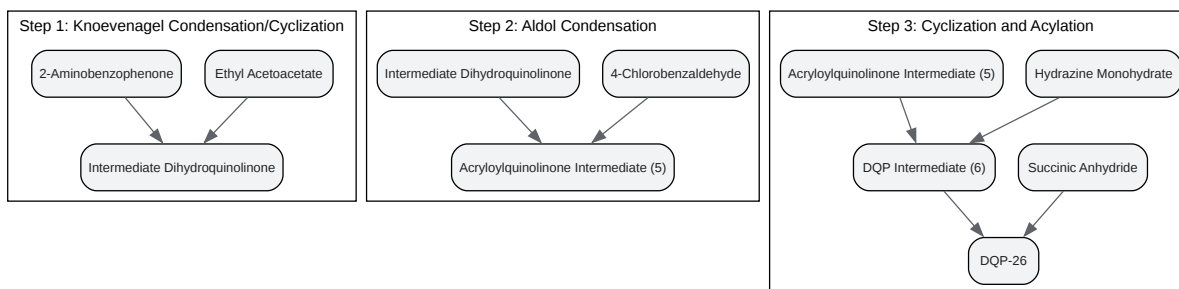 Step 1: Knoevenagel Condensation/Cyclization
2-Aminobenzophenone
Ethyl Acetoacetate
Intermediate Dihydroquinolinone
Step 2: Aldol Condensation
Intermediate Dihydroquinolinone
4-Chlorobenzaldehyde
Acryloylquinolinone Intermediate (5)
Step 3: Cyclization and Acylation
Acryloylquinolinone Intermediate (5)
Hydrazine Monohydrate
DQP Intermediate (6)
Succinic Anhydride
DQP-26